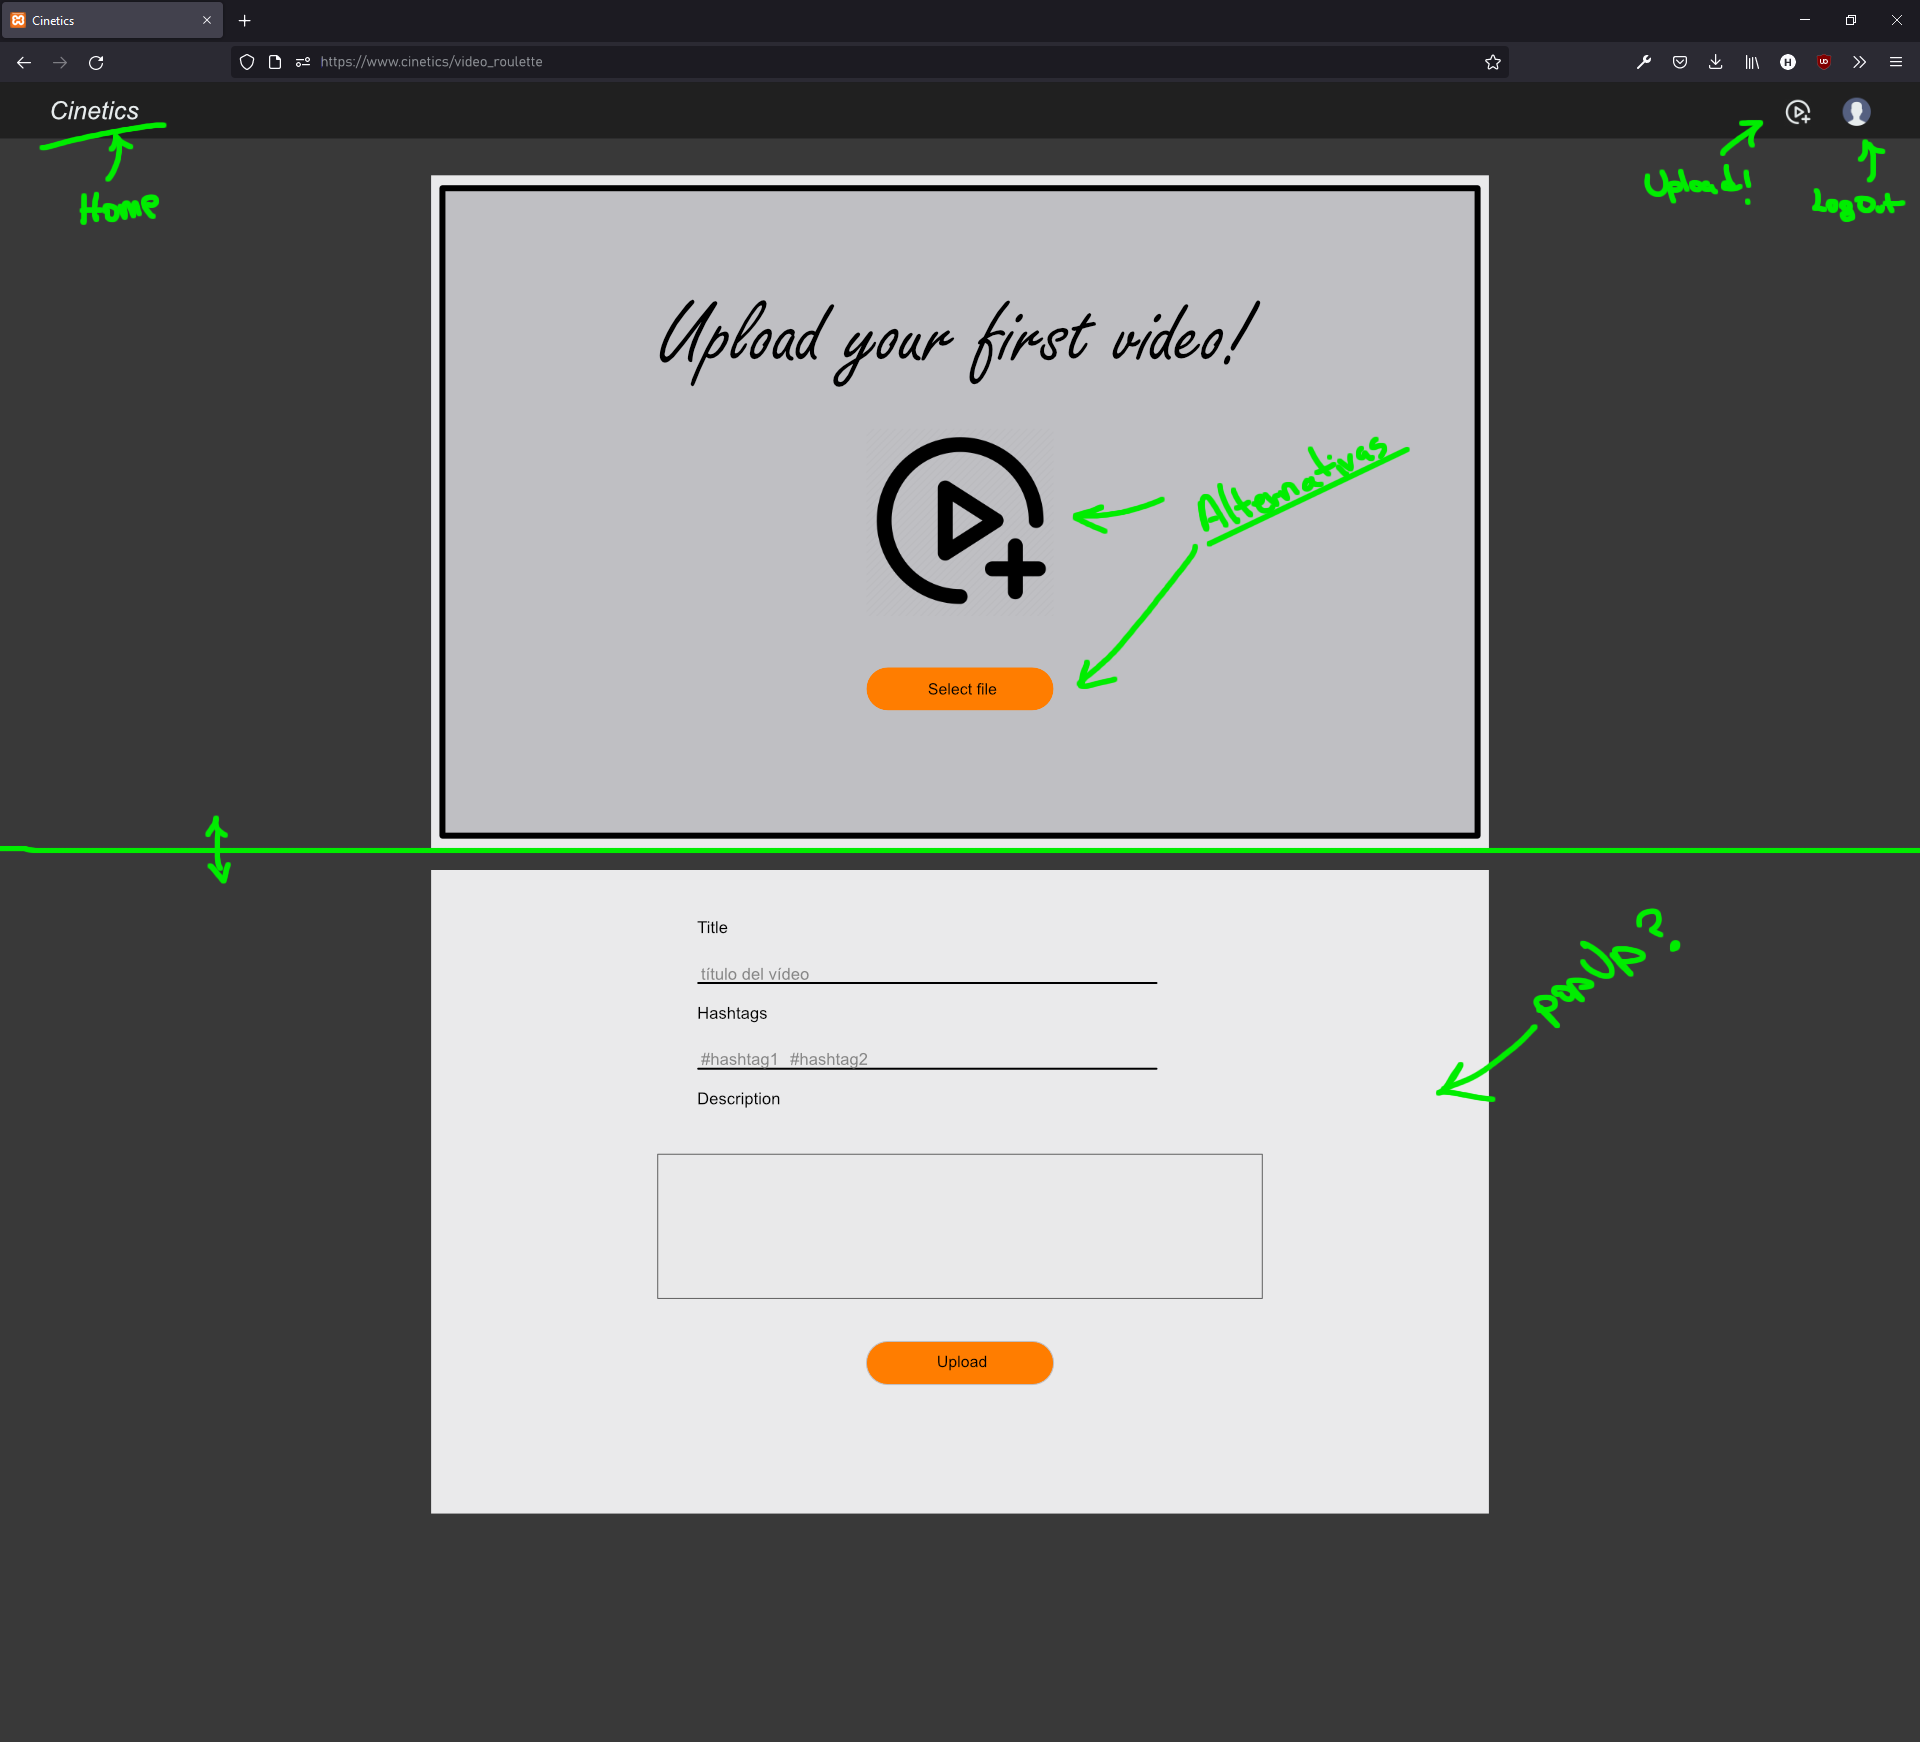 Cinetics
https://www.cinetics/video_roulette
Cinetics
Home
Upload!
Logout
Upload your first video!
Alternativas
Select file
Title
título del vídeo
Hashtags
#hashtag1 #hashtag2
Description
popUp?
Upload